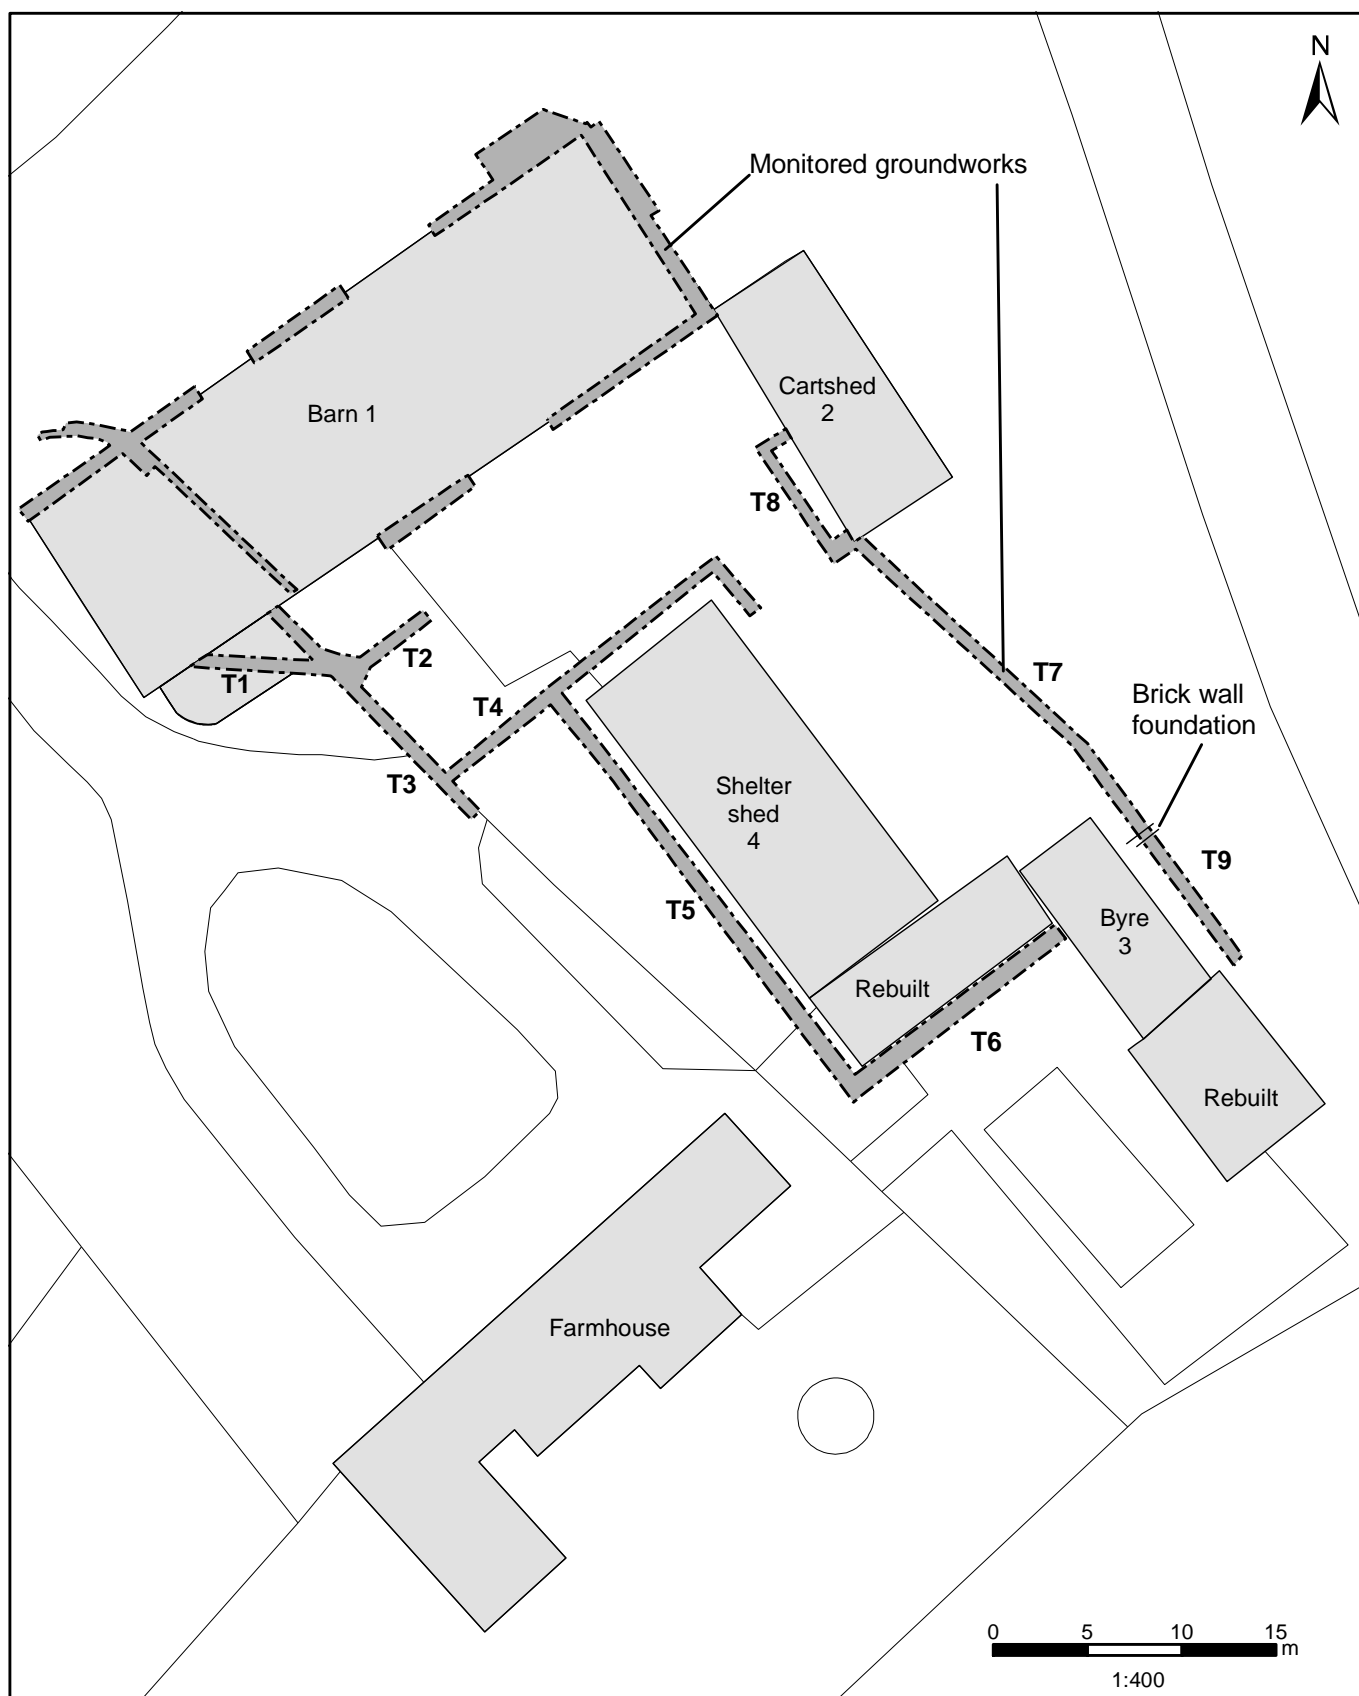 N
Monitored groundworks
Cartshed
2
Barn 1
T8
T2
T1
T7
T4
Brick wall
foundation
T3
Shelter
shed
4
T9
T5
Byre
3
Rebuilt
T6
Rebuilt
Farmhouse
0 5 10 15
m
1:400